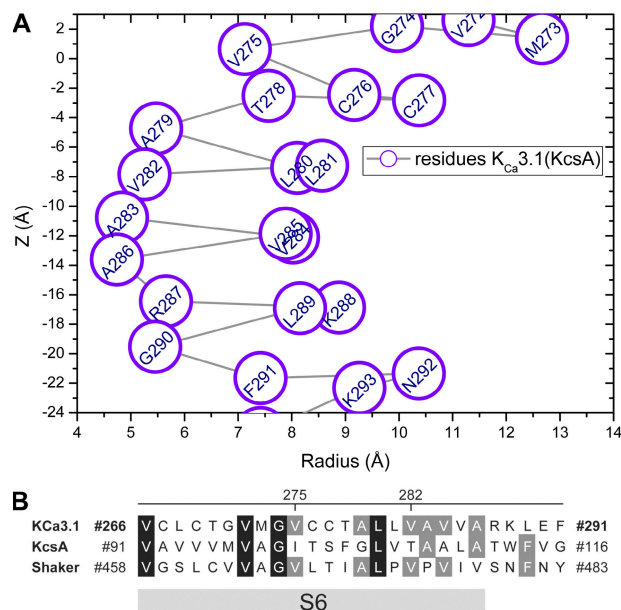 A
2
0
-2
-4
-6
-8
-10
-12
-14
-16
-18
-20
-22
-24
Z (Å)
G274
V272
M273
V275
T278
C276
C277
A279
residues K_Ca3.1(KcsA)
V282
L280
L281
A283
V285
V284
A286
R287
L289
K288
G290
F291
K293
N292
4 5 6 7 8 9 10 11 12 13 14
Radius (Å)
B
275 282
KCa3.1 #266 V C L C T G V M G V C C T A L L V A V V A R K L E F #291
KcsA #91 V A V V V M V A G I T S F G L V T A A L A T W F V G #116
Shaker #458 V G S L C V V A G V L T I A L P V P V I V S N F N Y #483
S6